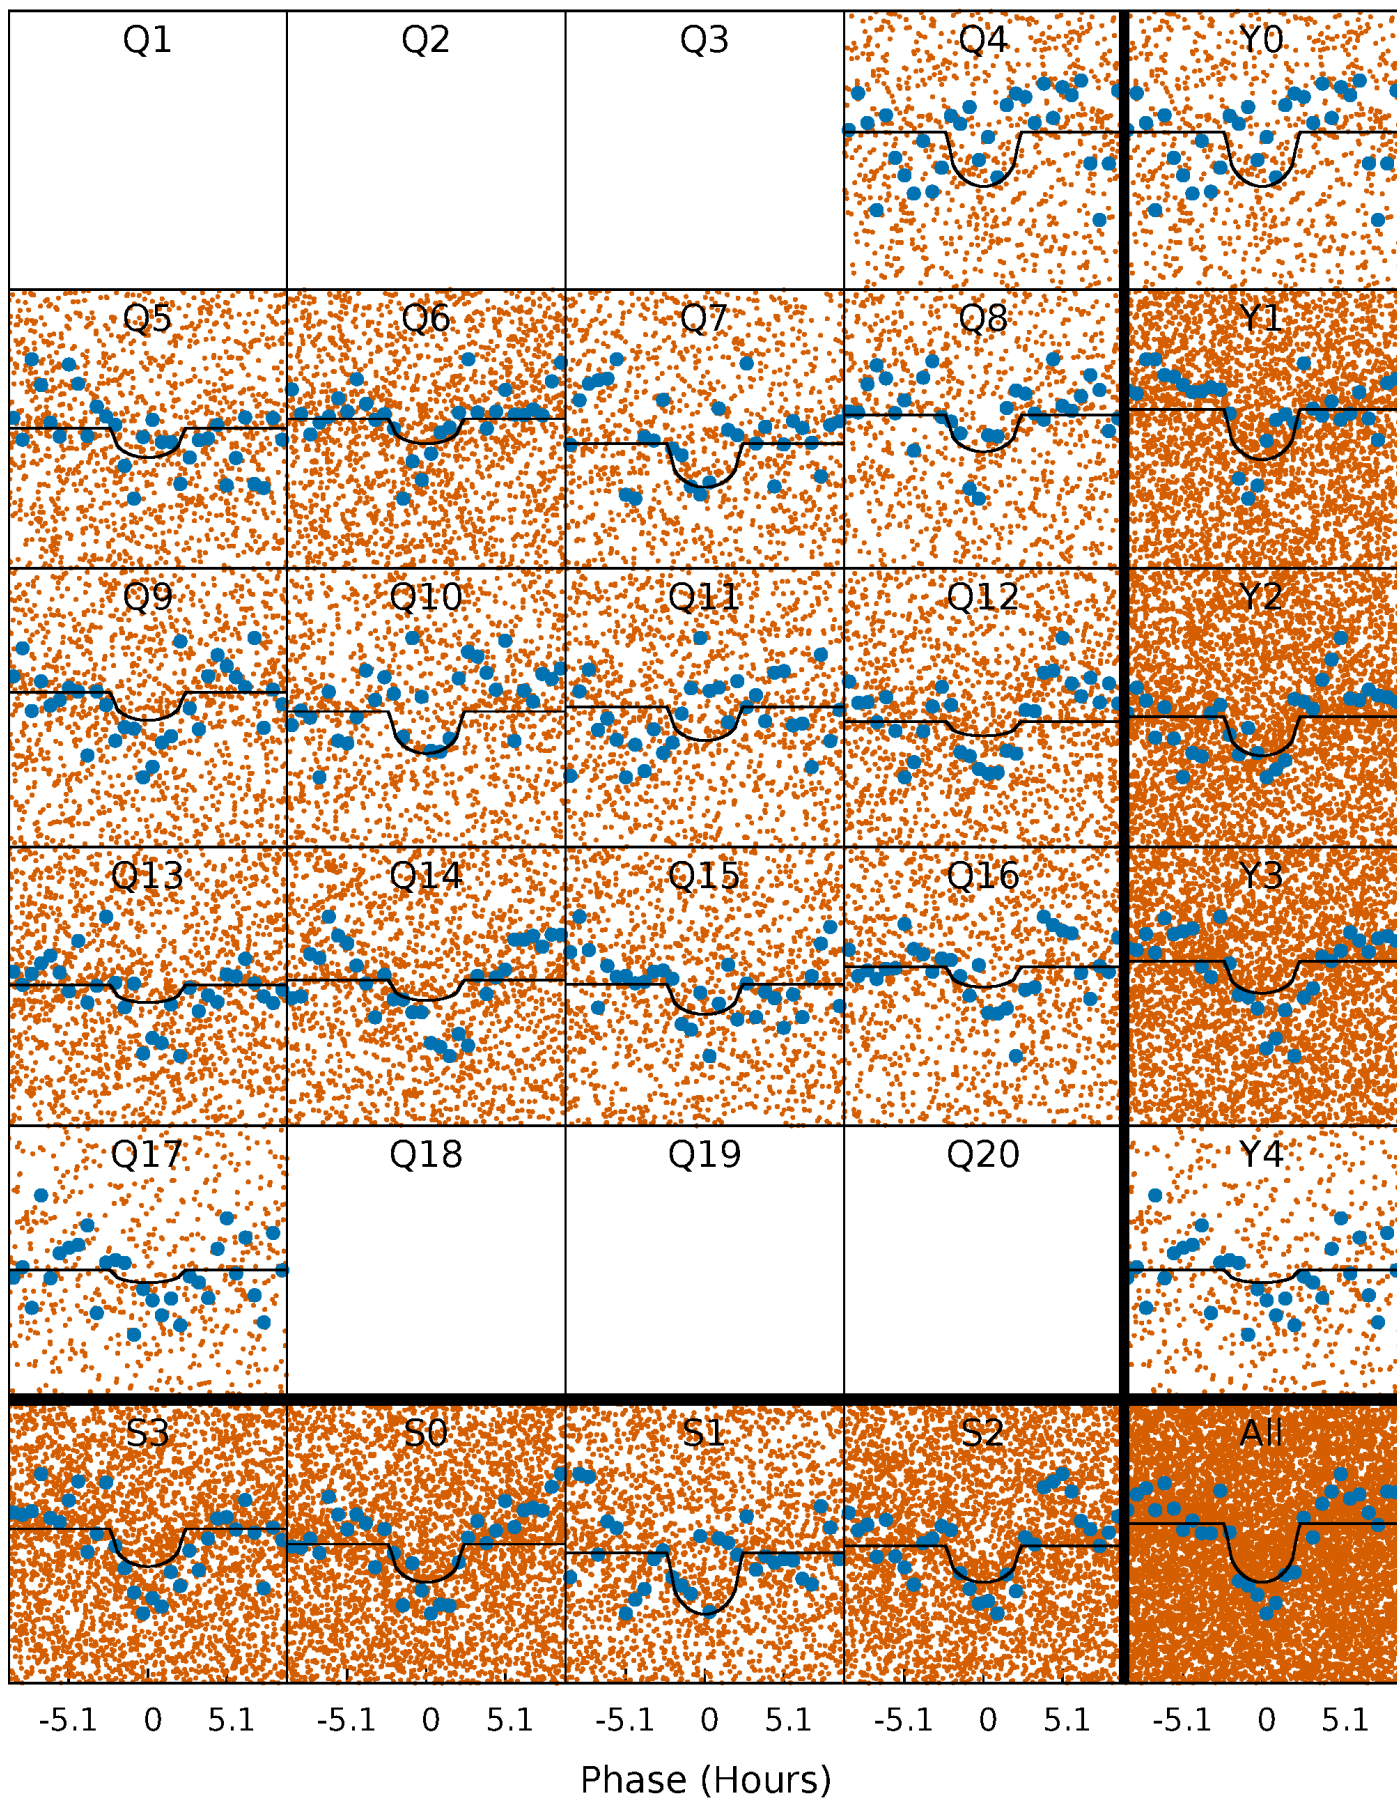 Q1 Q2 Q3 Q4 Y0
Q5 Q6 Q7 Q8 Y1
Q9 Q10 Q11 Q12 Y2
Q13 Q14 Q15 Q16 Y3
Q17 Q18 Q19 Q20 Y4
S3 S0 S1 S2 All
-5.1 0 5.1 -5.1 0 5.1 -5.1 0 5.1 -5.1 0 5.1 -5.1 0 5.1
Phase (Hours)